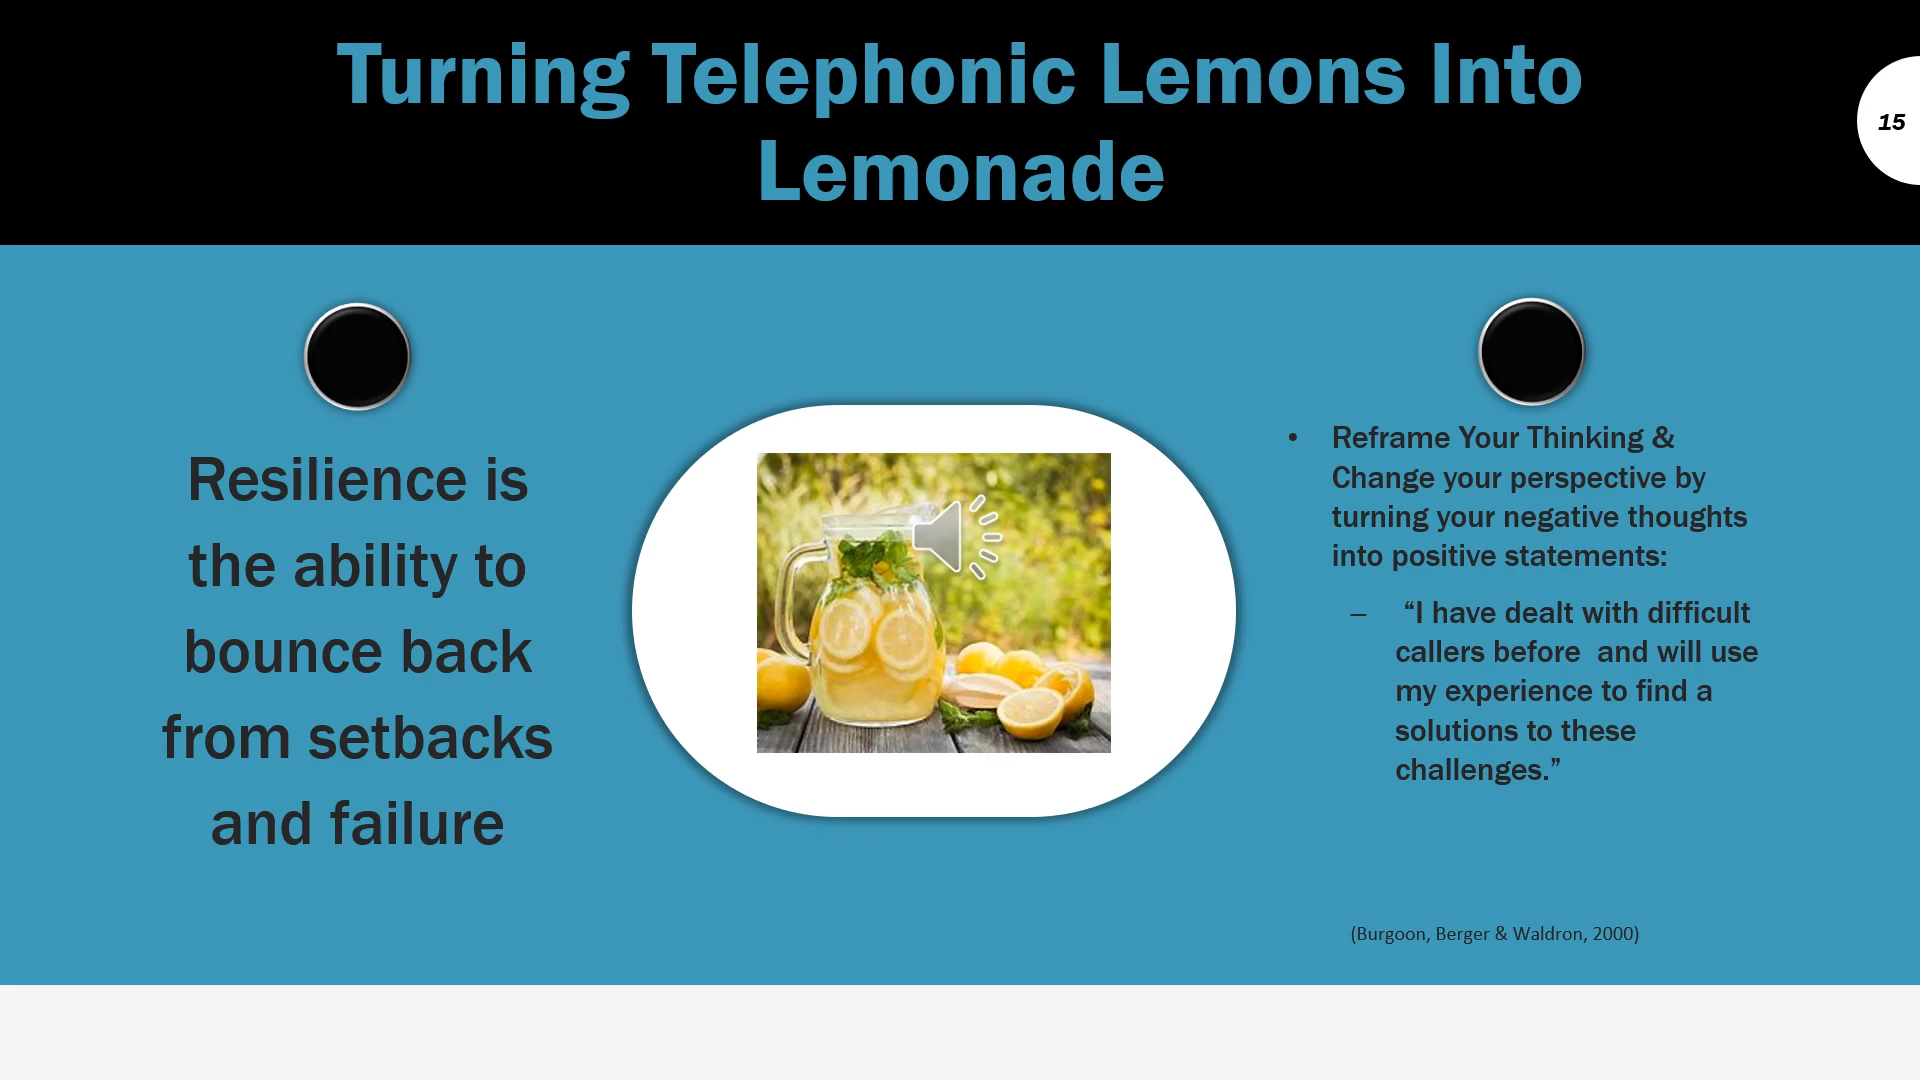 Turning Telephonic Lemons Into
Lemonade
15
Resilience is
the ability to
bounce back
from setbacks
and failure
• Reframe Your Thinking &
Change your perspective by
turning your negative thoughts
into positive statements:
– “I have dealt with difficult
callers before  and will use
my experience to find a
solutions to these
challenges.”
(Burgoon, Berger & Waldron, 2000)